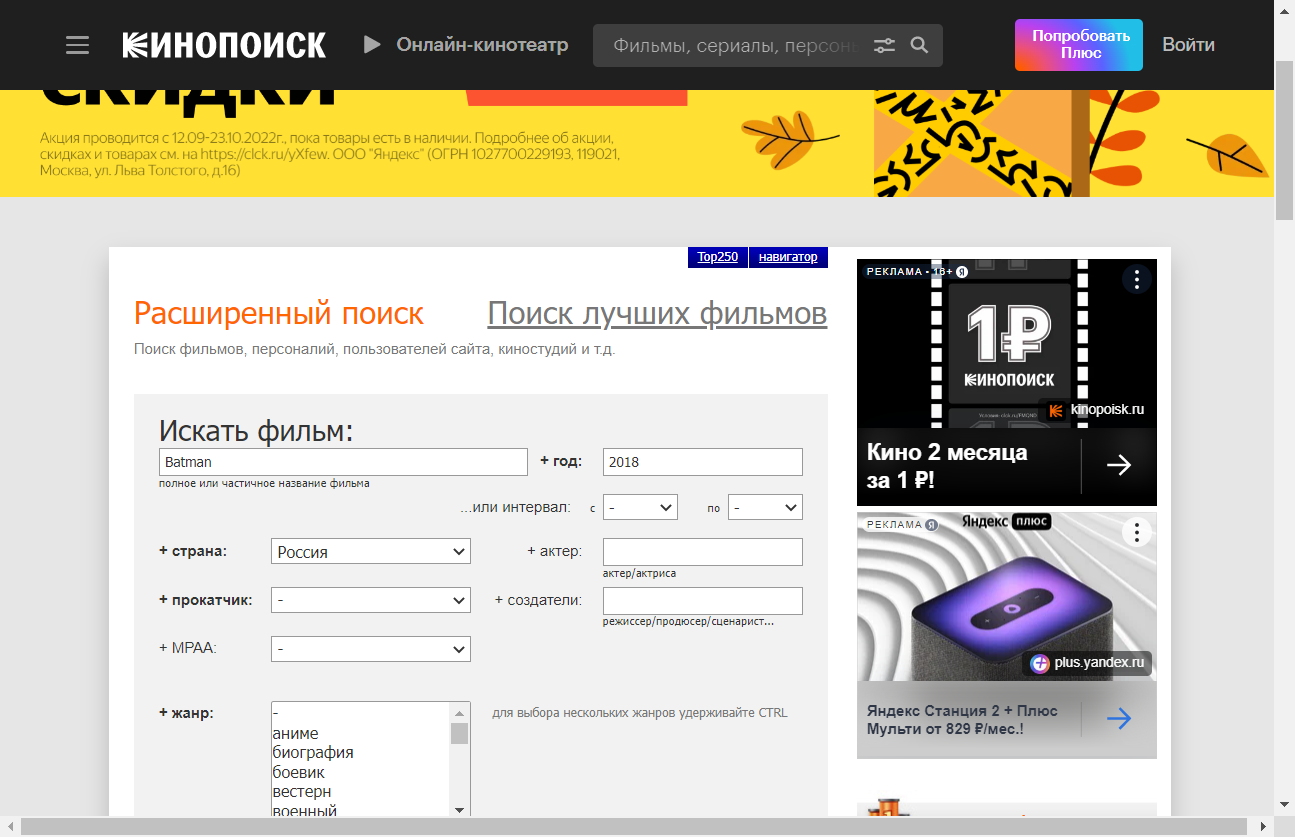 КИНОПОИСК
Онлайн-кинотеатр
Фильмы, сериалы, персон
Попробовать
Плюс
Войти
СКИДКИ
Акция проводится с 12.09-23.10.2022г., пока товары есть в наличии. Подробнее об акции,
скидках и товарах см. на https://clck.ru/yXfew. ООО "Яндекс" (ОГРН 1027700229193, 119021,
Москва, ул. Льва Толстого, д.16)
Top250
навигатор
Расширенный поиск
Поиск лучших фильмов
Поиск фильмов, персоналий, пользователей сайта, киностудий и т.д.
Искать фильм:
Batman
+ год:
2018
полное или частичное название фильма
...или интервал:
с
-
по
-
+ страна:
Россия
+ актер:
актер/актриса
+ прокатчик:
-
+ создатели:
режиссер/продюсер/сценарист...
+ MPAA:
-
+ жанр:
-
аниме
биография
боевик
вестерн
военный
для выбора нескольких жанров удерживайте CTRL
РЕКЛАМА • 16+ Я
1₽
КИНОПОИСК
kinopoisk.ru
Кино 2 месяца
за 1 ₽!
РЕКЛАМА Я
Яндекс плюс
plus.yandex.ru
Яндекс Станция 2 + Плюс
Мульти от 829 ₽/мес.!